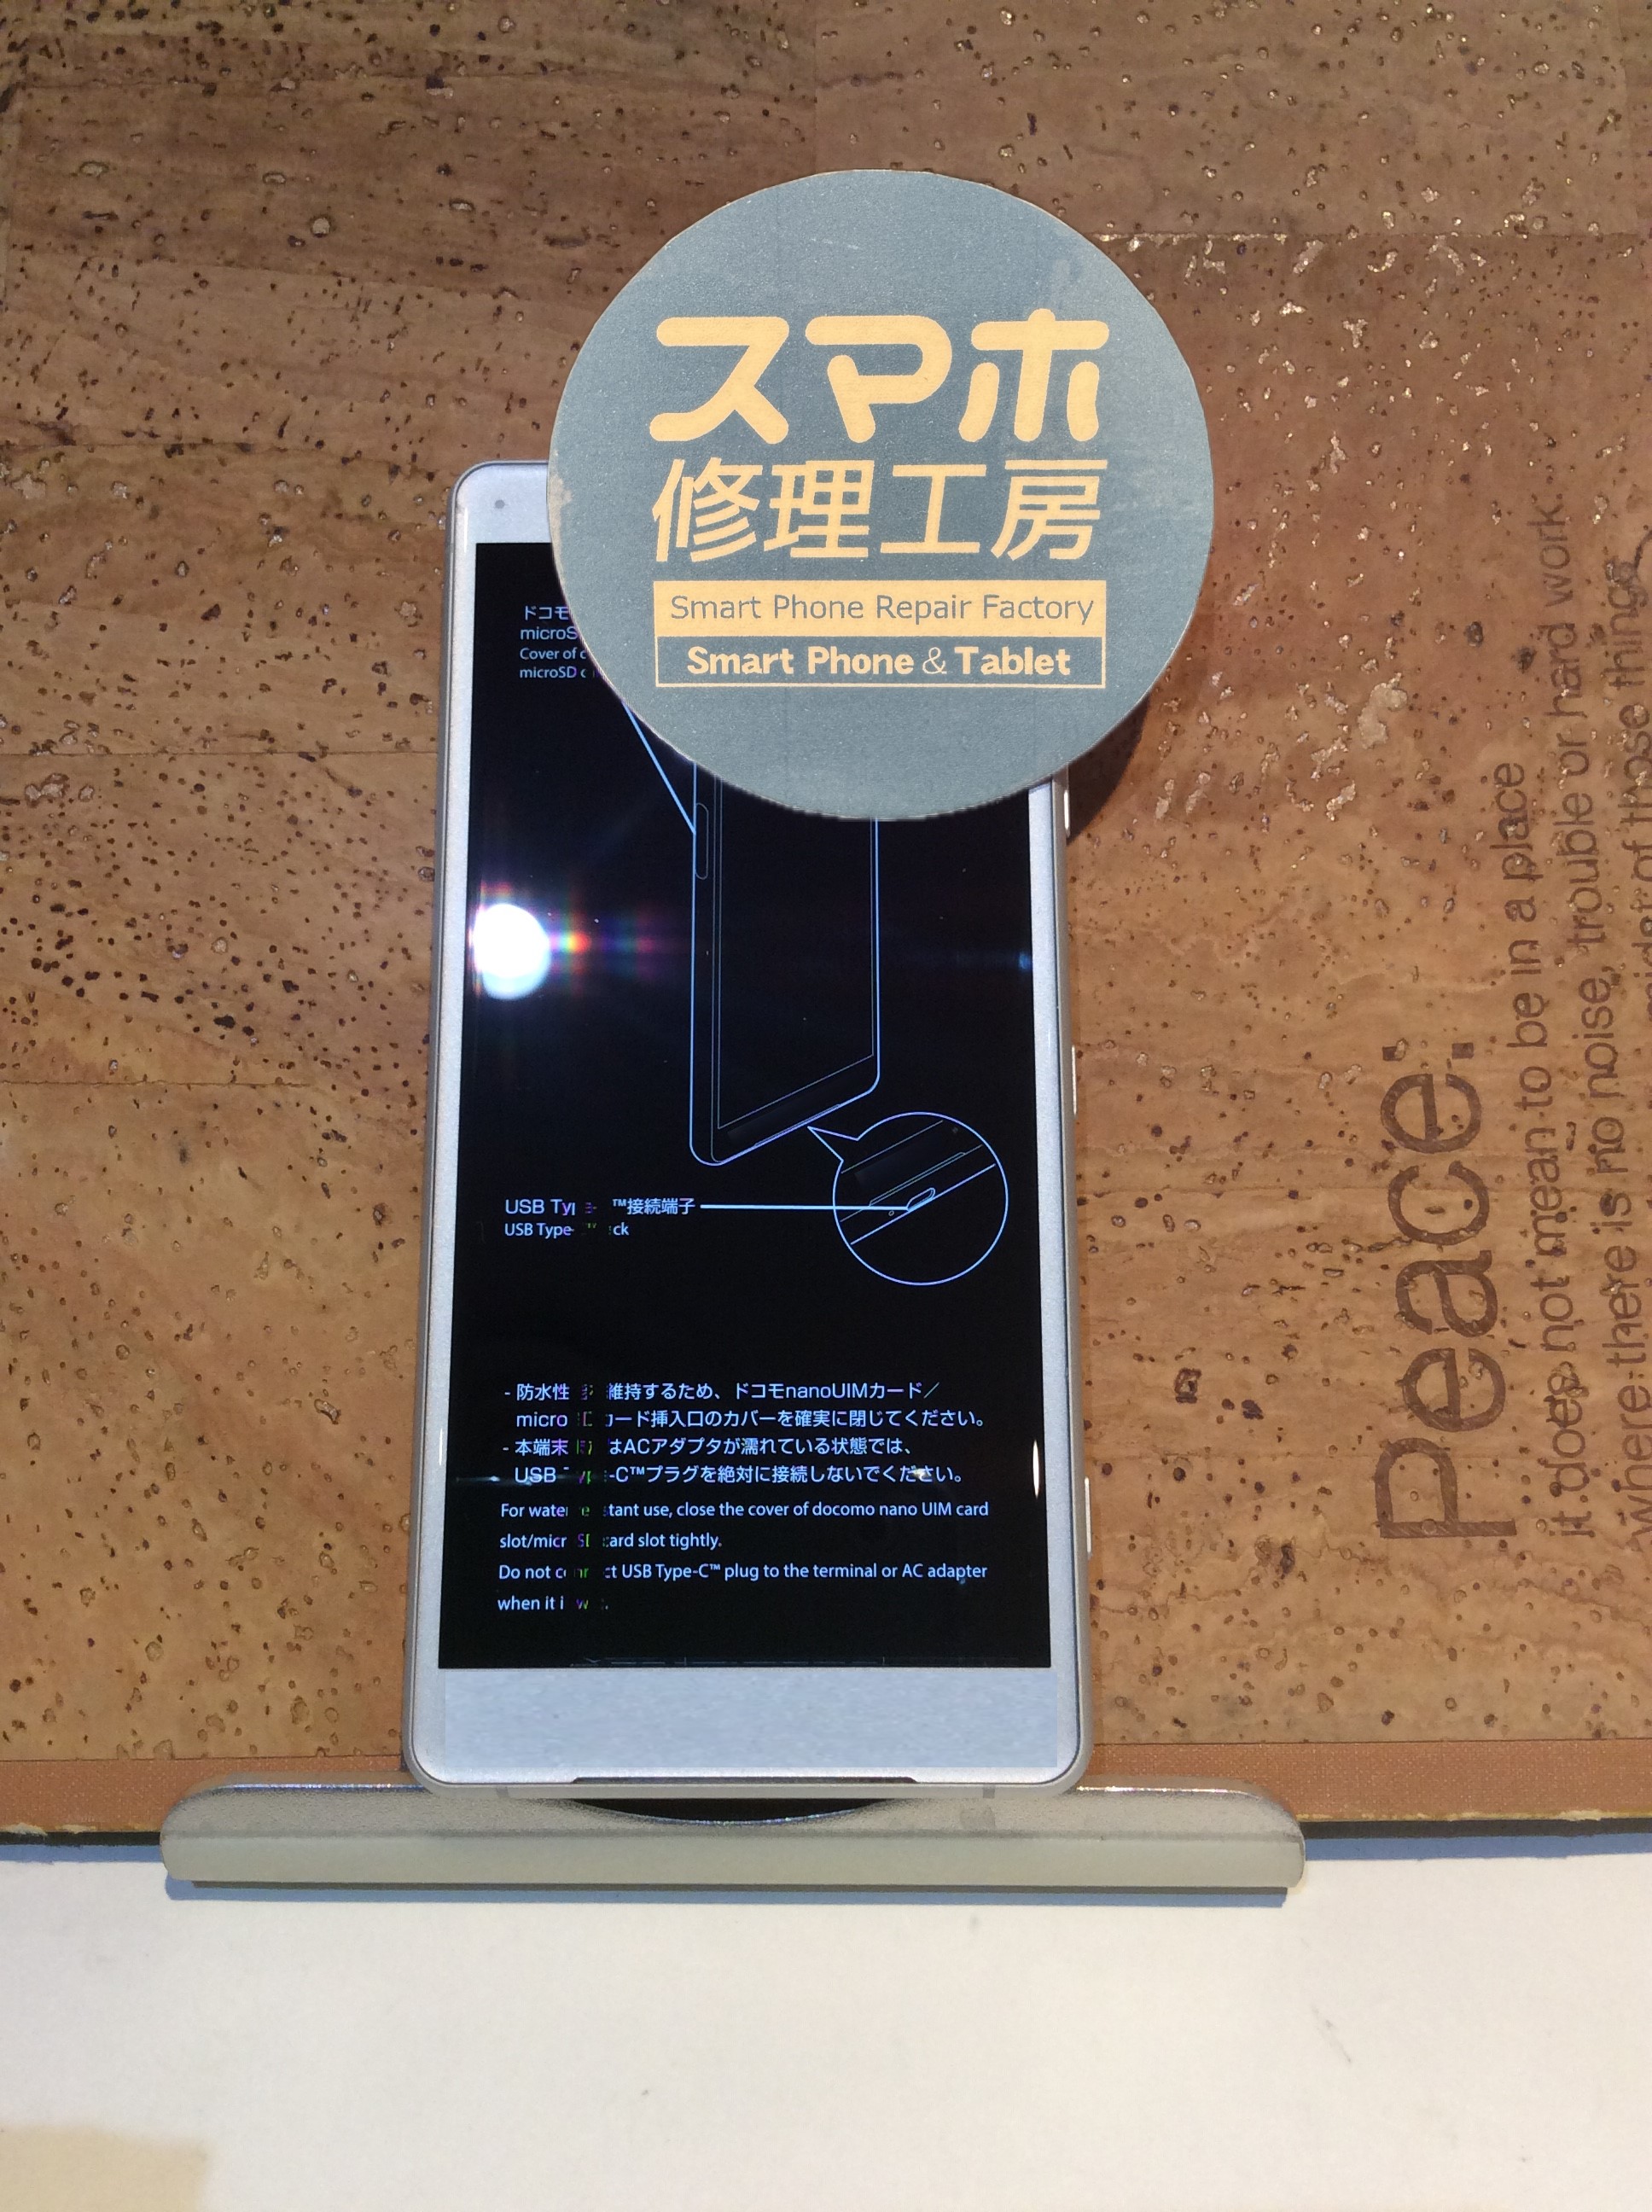 スマホ
修理工房
Smart Phone Repair Factory
Smart Phone & Tablet
ドコモ
Cover of
microSD
USB ™接続端子
USB Type-
- 防水性 維持するため、ドコモnanoUIMカード／
micro カード挿入口のカバーを確実に閉じてください。
- 本端末 はACアダプタが濡れている状態では、
USB -C™プラグを絶対に接続しないでください。
For use, close the cover of docomo nano UIM card
card slot tightly.
Do not USB Type-C™ plug to the terminal or AC adapter
when it
Peace:
it does not mean to be in a place
where there is no noise, trouble or hard work
of those things